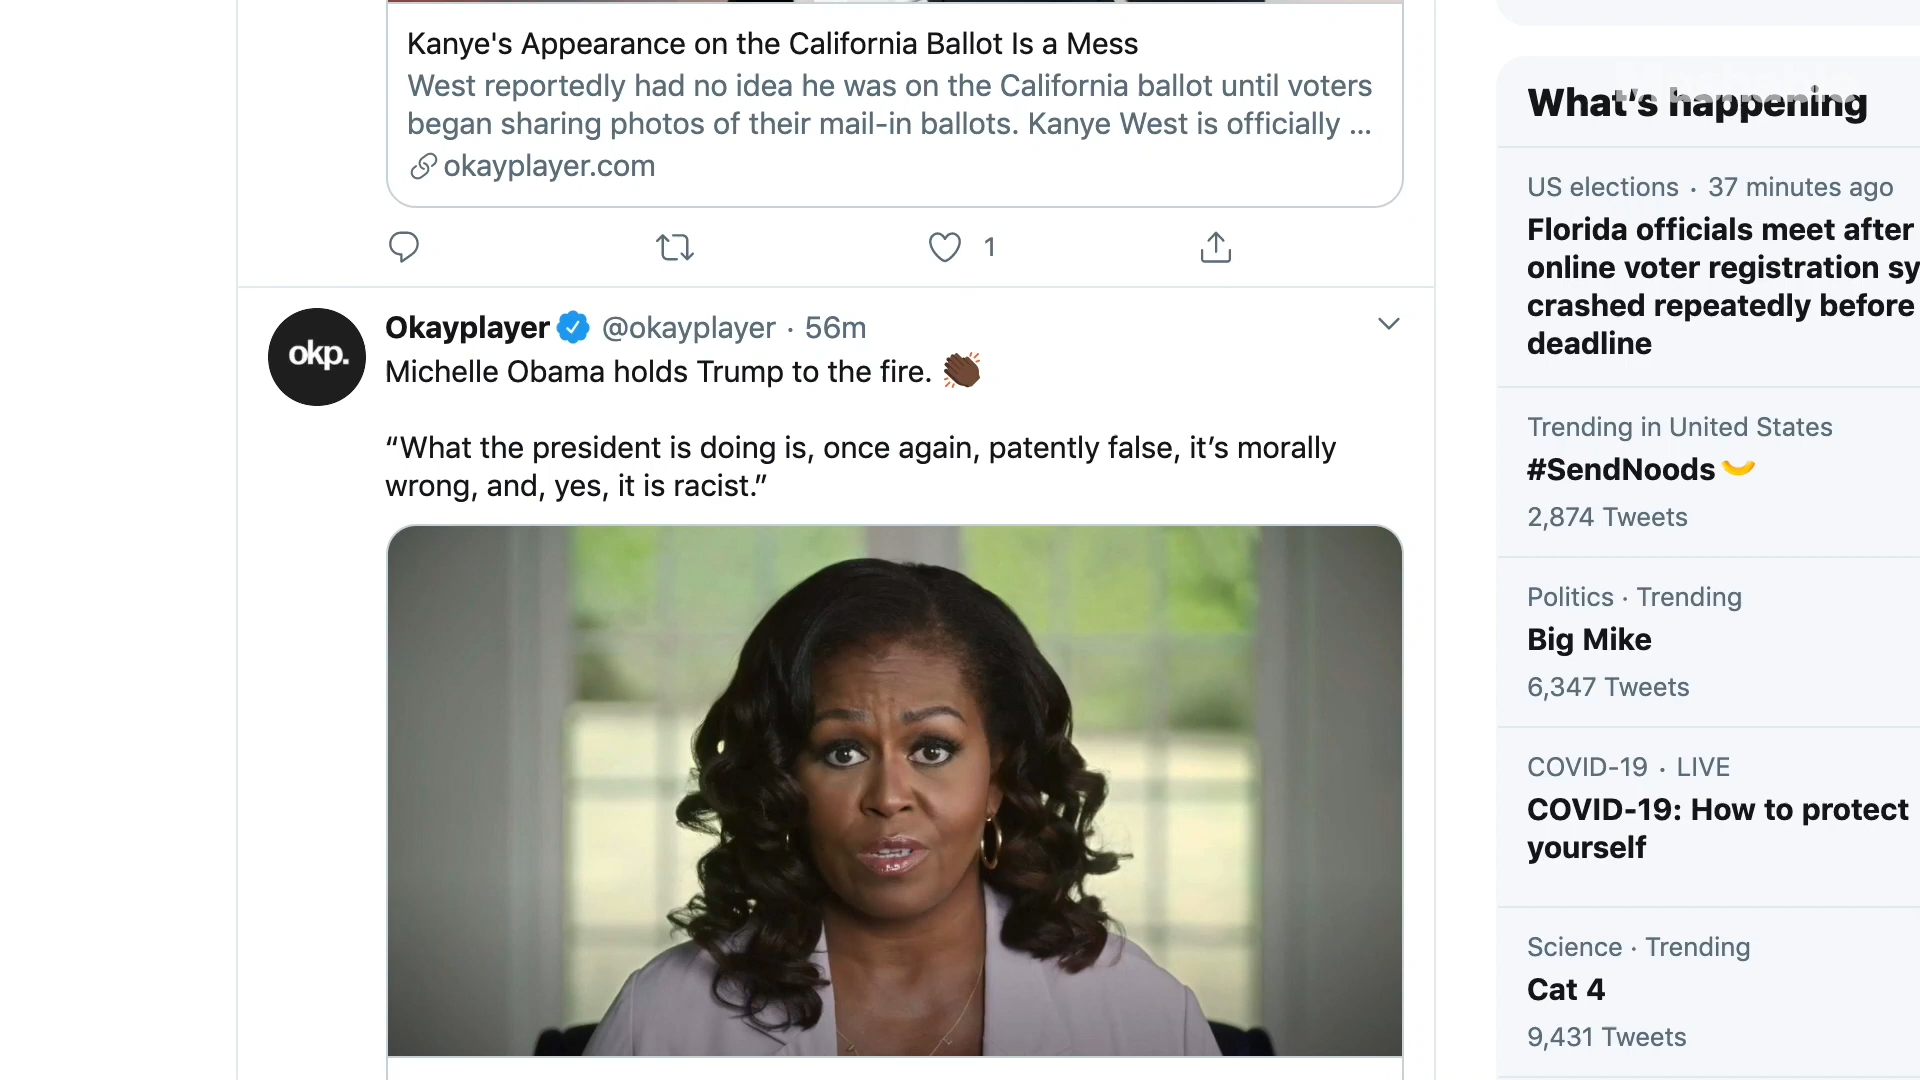 Kanye's Appearance on the California Ballot Is a Mess
West reportedly had no idea he was on the California ballot until voters
began sharing photos of their mail-in ballots. Kanye West is officially ...
okayplayer.com
1
okp.
Okayplayer @okayplayer · 56m
Michelle Obama holds Trump to the fire.
“What the president is doing is, once again, patently false, it’s morally
wrong, and, yes, it is racist.”
What’s happening
US elections · 37 minutes ago
Florida officials meet after
online voter registration sy
crashed repeatedly before
deadline
Trending in United States
#SendNoods
2,874 Tweets
Politics · Trending
Big Mike
6,347 Tweets
COVID-19 · LIVE
COVID-19: How to protect
yourself
Science · Trending
Cat 4
9,431 Tweets